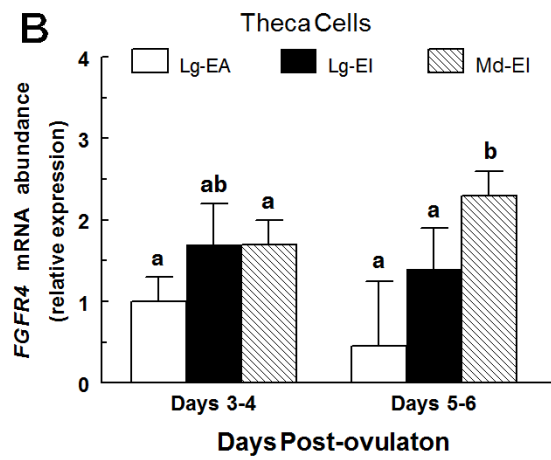 B
Theca Cells
Lg-EA Lg-EI Md-EI
FGFR4 mRNA abundance
(relative expression)
4
3
2
1
0
a ab a a a b
Days 3-4 Days 5-6
Days Post-ovulaton